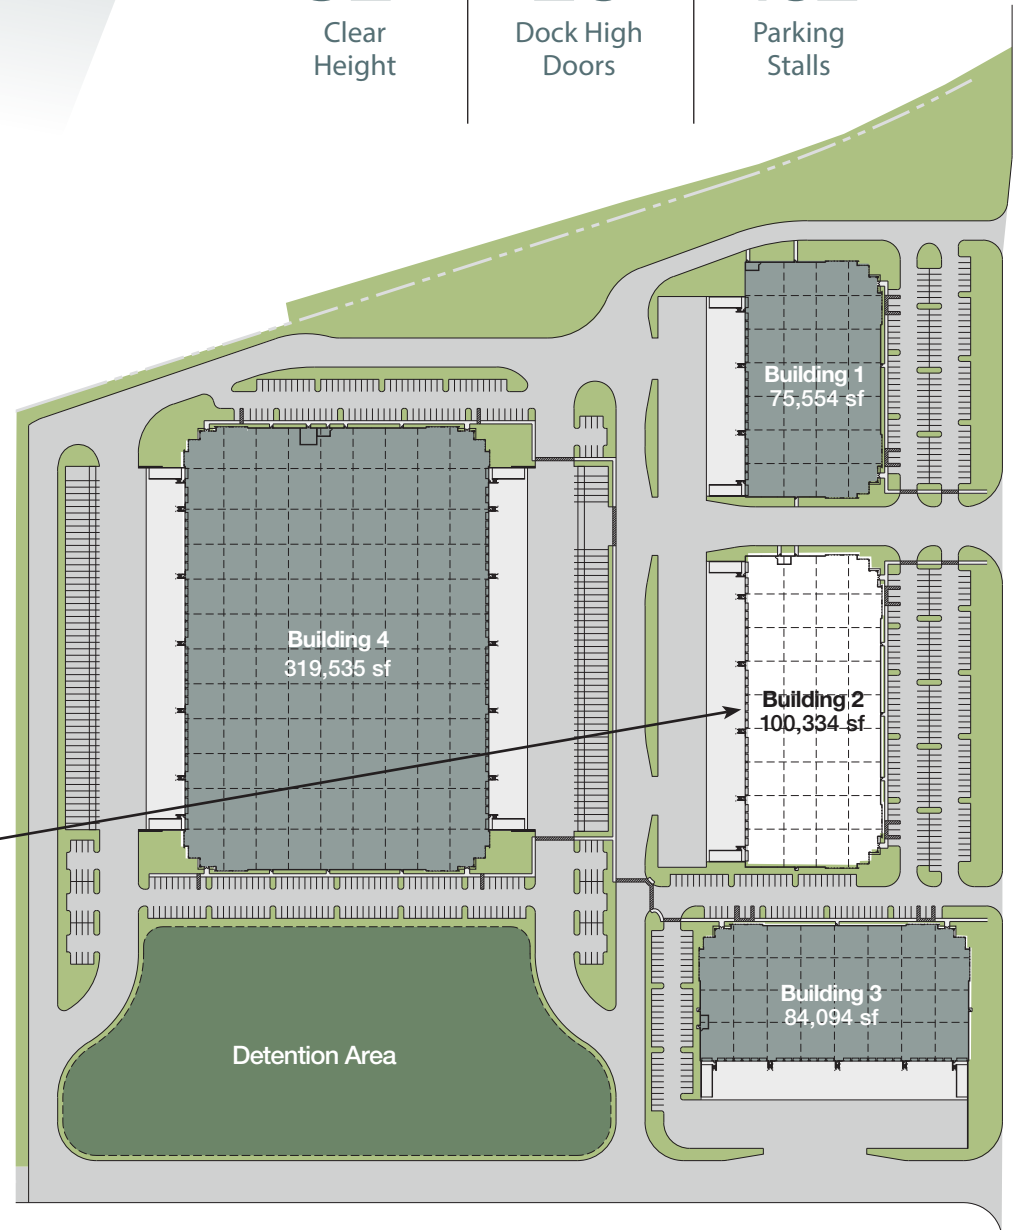 Clear
Height
Dock High
Doors
Parking
Stalls
Building 1
75,554 sf
Building 4
319,535 sf
Building 2
100,334 sf
Building 3
84,094 sf
Detention Area